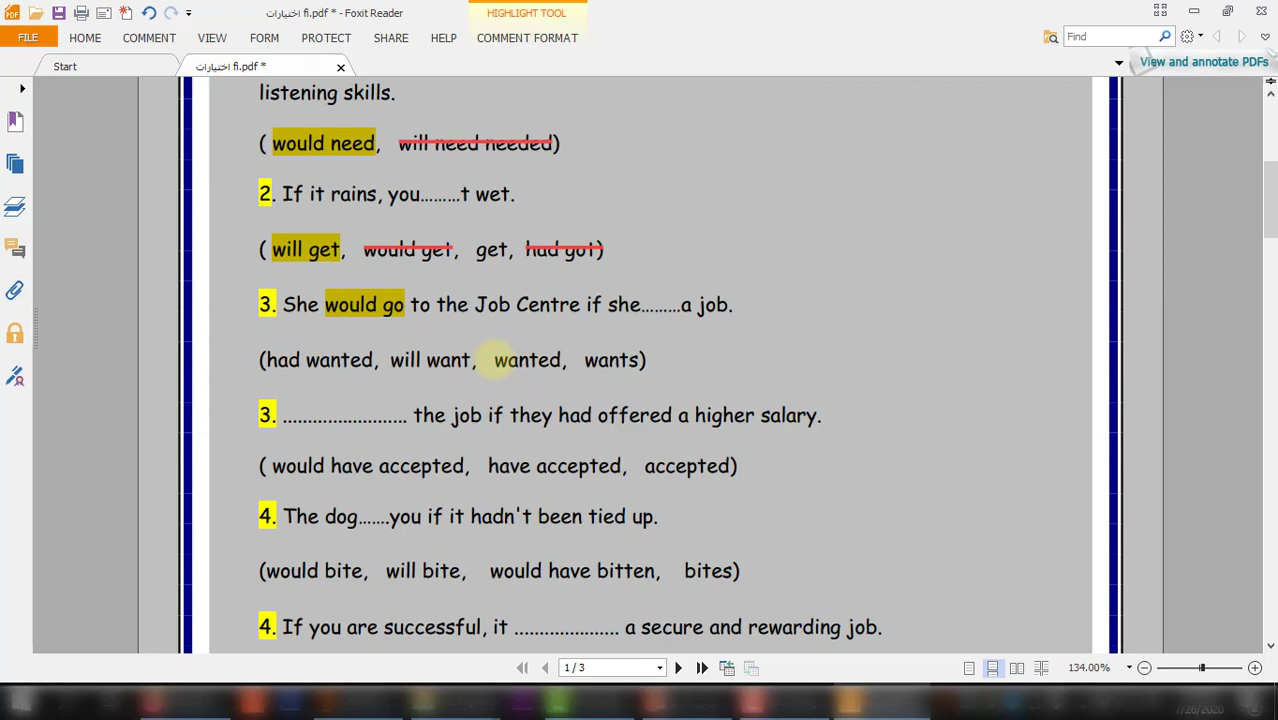 اختبارات fi.pdf * - Foxit Reader
HIGHLIGHT TOOL
FILE HOME COMMENT VIEW FORM PROTECT SHARE HELP COMMENT FORMAT Find
Start اختبارات fi.pdf * View and annotate PDFs
listening skills.
( would need, will need needed)
2. If it rains, you………t wet.
( will get, would get, get, had got)
3. She would go to the Job Centre if she………a job.
(had wanted, will want, wanted, wants)
3. ........................ the job if they had offered a higher salary.
( would have accepted, have accepted, accepted)
4. The dog…….you if it hadn't been tied up.
(would bite, will bite, would have bitten, bites)
4. If you are successful, it ..................... a secure and rewarding job.
1 / 3 134.00%
7/26/2020